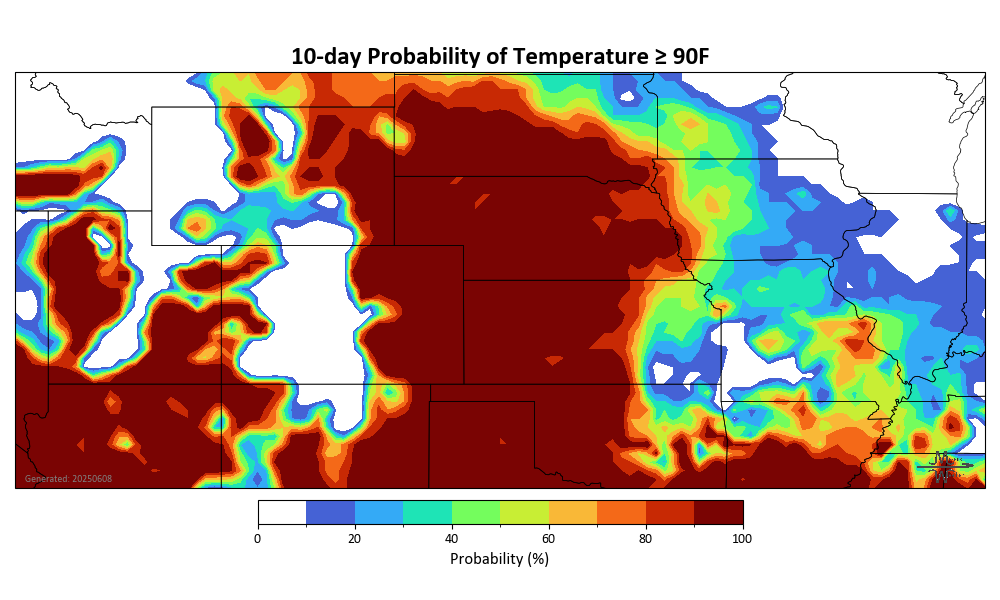 10-day Probability of Temperature ≥ 90F
Generated: 20250608
0 20 40 60 80 100
Probability (%)